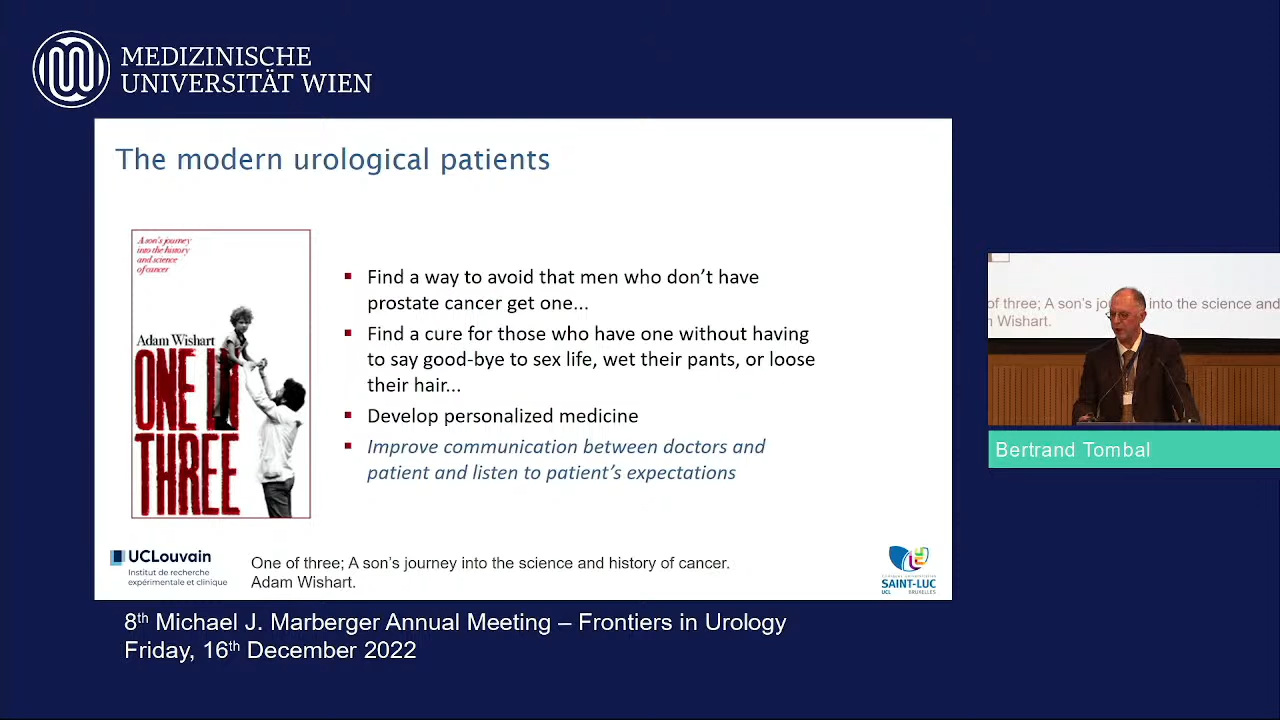 MEDIZINISCHE
UNIVERSITÄT WIEN
The modern urological patients
A son's journey
into the history
and science
of cancer
Adam Wishart
ONE IN
THREE
▪ Find a way to avoid that men who don't have
prostate cancer get one...
▪ Find a cure for those who have one without having
to say good-bye to sex life, wet their pants, or loose
their hair...
▪ Develop personalized medicine
▪ Improve communication between doctors and
patient and listen to patient's expectations
UCLouvain
Institut de recherche
expérimentale et clinique
One of three; A son's journey into the science and history of cancer.
Adam Wishart.
SAINT-LUC
UCL BRUXELLES
of three; A son's jou into the science and
Wishart.
Bertrand Tombal
8th Michael J. Marberger Annual Meeting – Frontiers in Urology
Friday, 16th December 2022